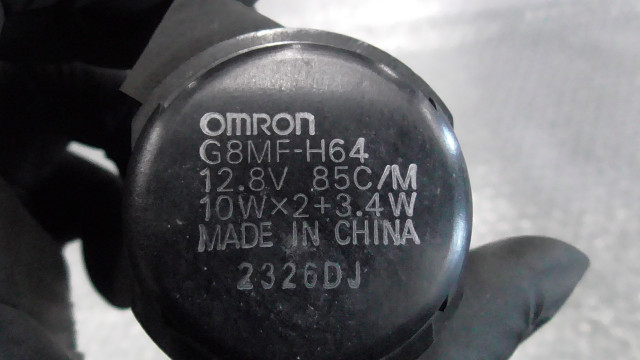 omron
G8MF-H64
12.8V 85C/M
10W×2+3.4W
MADE IN CHINA
2326DJ